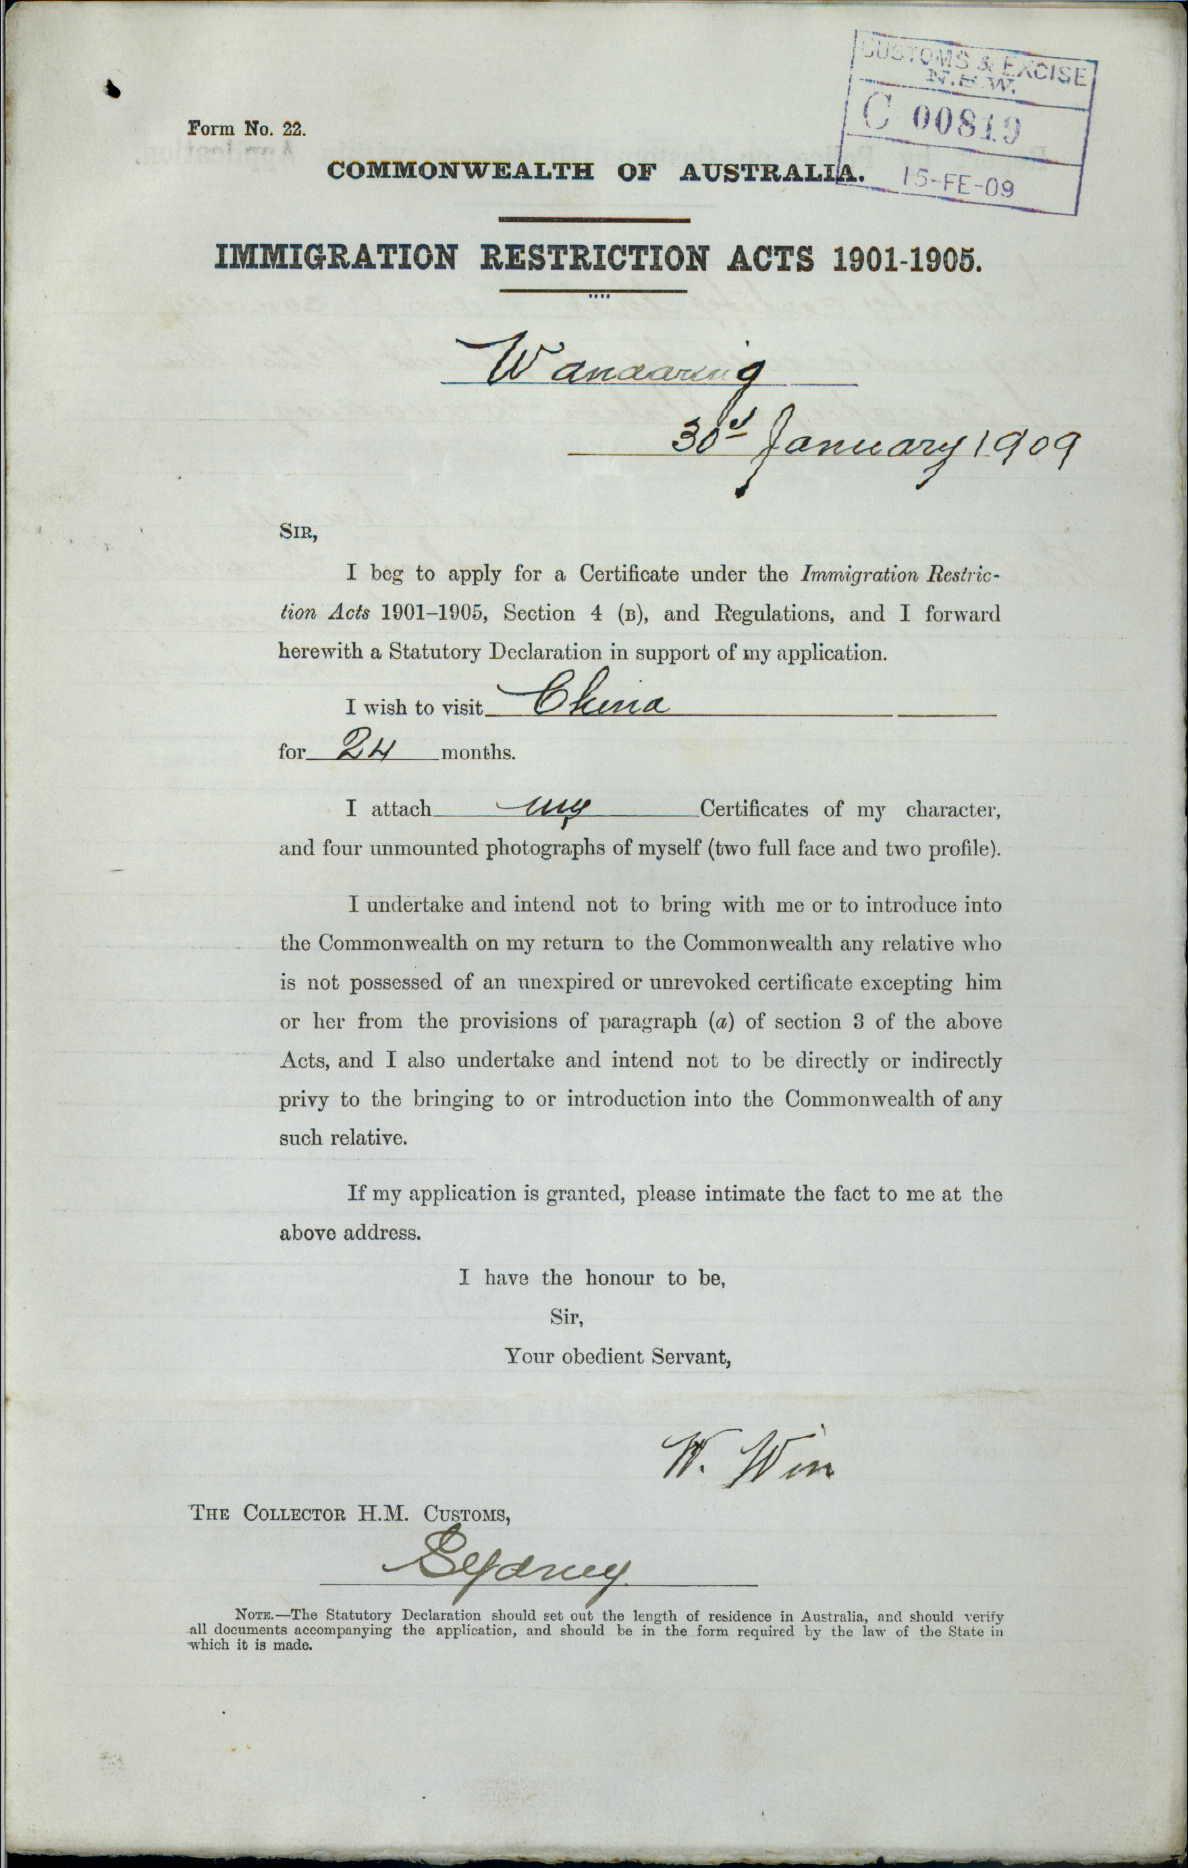 CUSTOMS & EXCISE
N.S.W.
C 00819
15-FE-09
Form No. 22.
COMMONWEALTH OF AUSTRALIA.
IMMIGRATION RESTRICTION ACTS 1901-1905.
Wanaaring
30d January 1909
SIR,
I beg to apply for a Certificate under the Immigration Restric-
tion Acts 1901–1905, Section 4 (B), and Regulations, and I forward
herewith a Statutory Declaration in support of my application.
I wish to visit China
for 24 months.
I attach my Certificates of my character,
and four unmounted photographs of myself (two full face and two profile).
I undertake and intend not to bring with me or to introduce into
the Commonwealth on my return to the Commonwealth any relative who
is not possessed of an unexpired or unrevoked certificate excepting him
or her from the provisions of paragraph (a) of section 3 of the above
Acts, and I also undertake and intend not to be directly or indirectly
privy to the bringing to or introduction into the Commonwealth of any
such relative.
If my application is granted, please intimate the fact to me at the
above address.
I have the honour to be,
Sir,
Your obedient Servant,
W. Win
THE COLLECTOR H.M. CUSTOMS,
Sydney
NOTE.—The Statutory Declaration should set out the length of residence in Australia, and should verify
all documents accompanying the application, and should be in the form required by the law of the State in
which it is made.